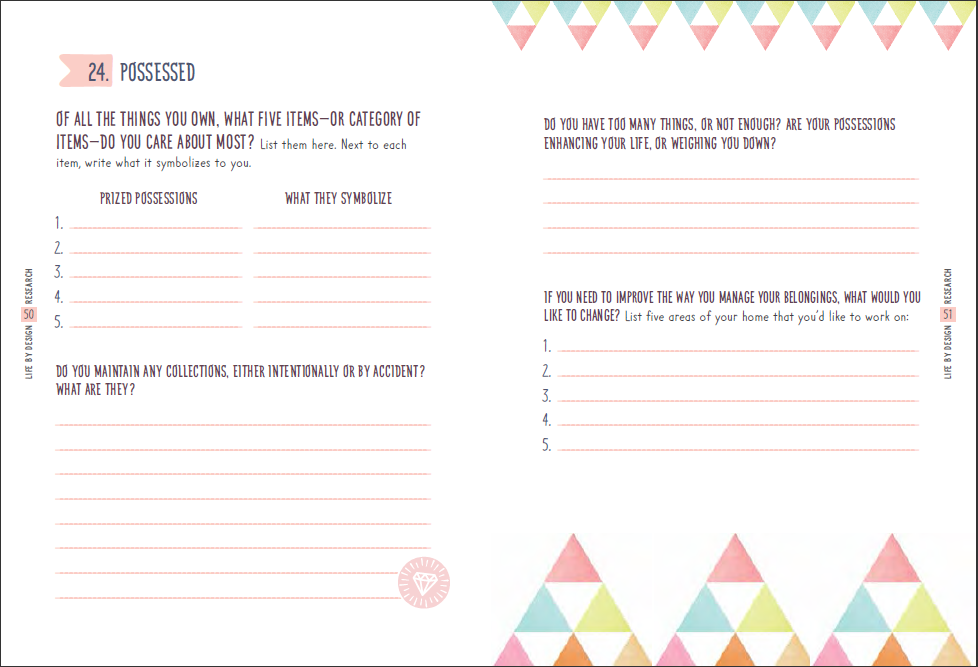 24. POSSESSED
OF ALL THE THINGS YOU OWN, WHAT FIVE ITEMS—OR CATEGORY OF
ITEMS—DO YOU CARE ABOUT MOST? List them here. Next to each
item, write what it symbolizes to you.
PRIZED POSSESSIONS WHAT THEY SYMBOLIZE
1.
2.
3.
4.
5.
DO YOU MAINTAIN ANY COLLECTIONS, EITHER INTENTIONALLY OR BY ACCIDENT?
WHAT ARE THEY?
LIFE BY DESIGN 50 RESEARCH
DO YOU HAVE TOO MANY THINGS, OR NOT ENOUGH? ARE YOUR POSSESSIONS
ENHANCING YOUR LIFE, OR WEIGHING YOU DOWN?
IF YOU NEED TO IMPROVE THE WAY YOU MANAGE YOUR BELONGINGS, WHAT WOULD YOU
LIKE TO CHANGE? List five areas of your home that you'd like to work on:
1.
2.
3.
4.
5.
LIFE BY DESIGN 51 RESEARCH